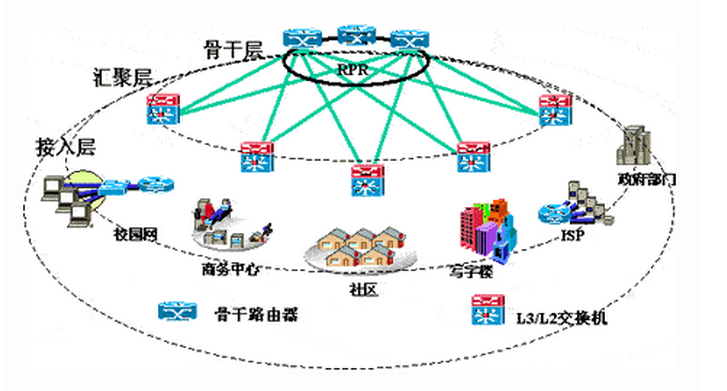 骨干层
RPR
汇聚层
接入层
政府部门
校园网
ISP
商务中心
写字楼
社区
骨干路由器
L3/L2交换机